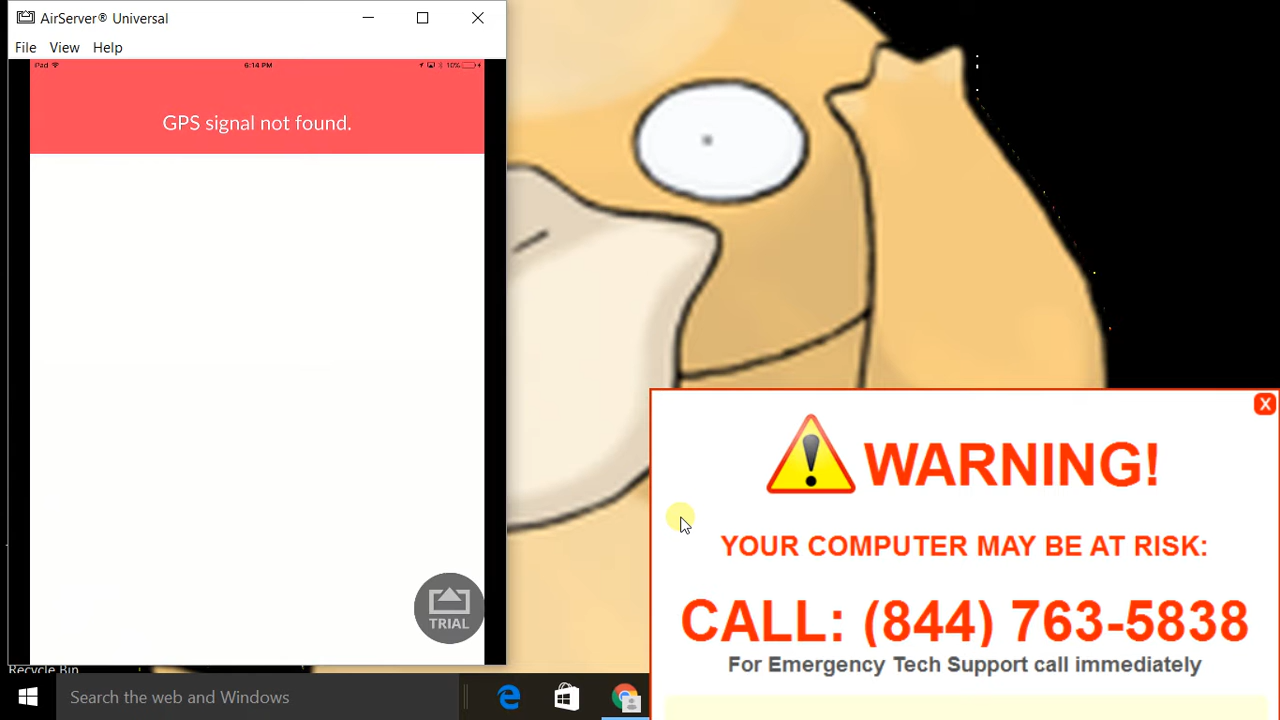 AirServer® Universal
File View Help
iPad 6:14 PM 10%
GPS signal not found.
TRIAL
Recycle Bin
Search the web and Windows
X
WARNING!
YOUR COMPUTER MAY BE AT RISK:
CALL: (844) 763-5838
For Emergency Tech Support call immediately